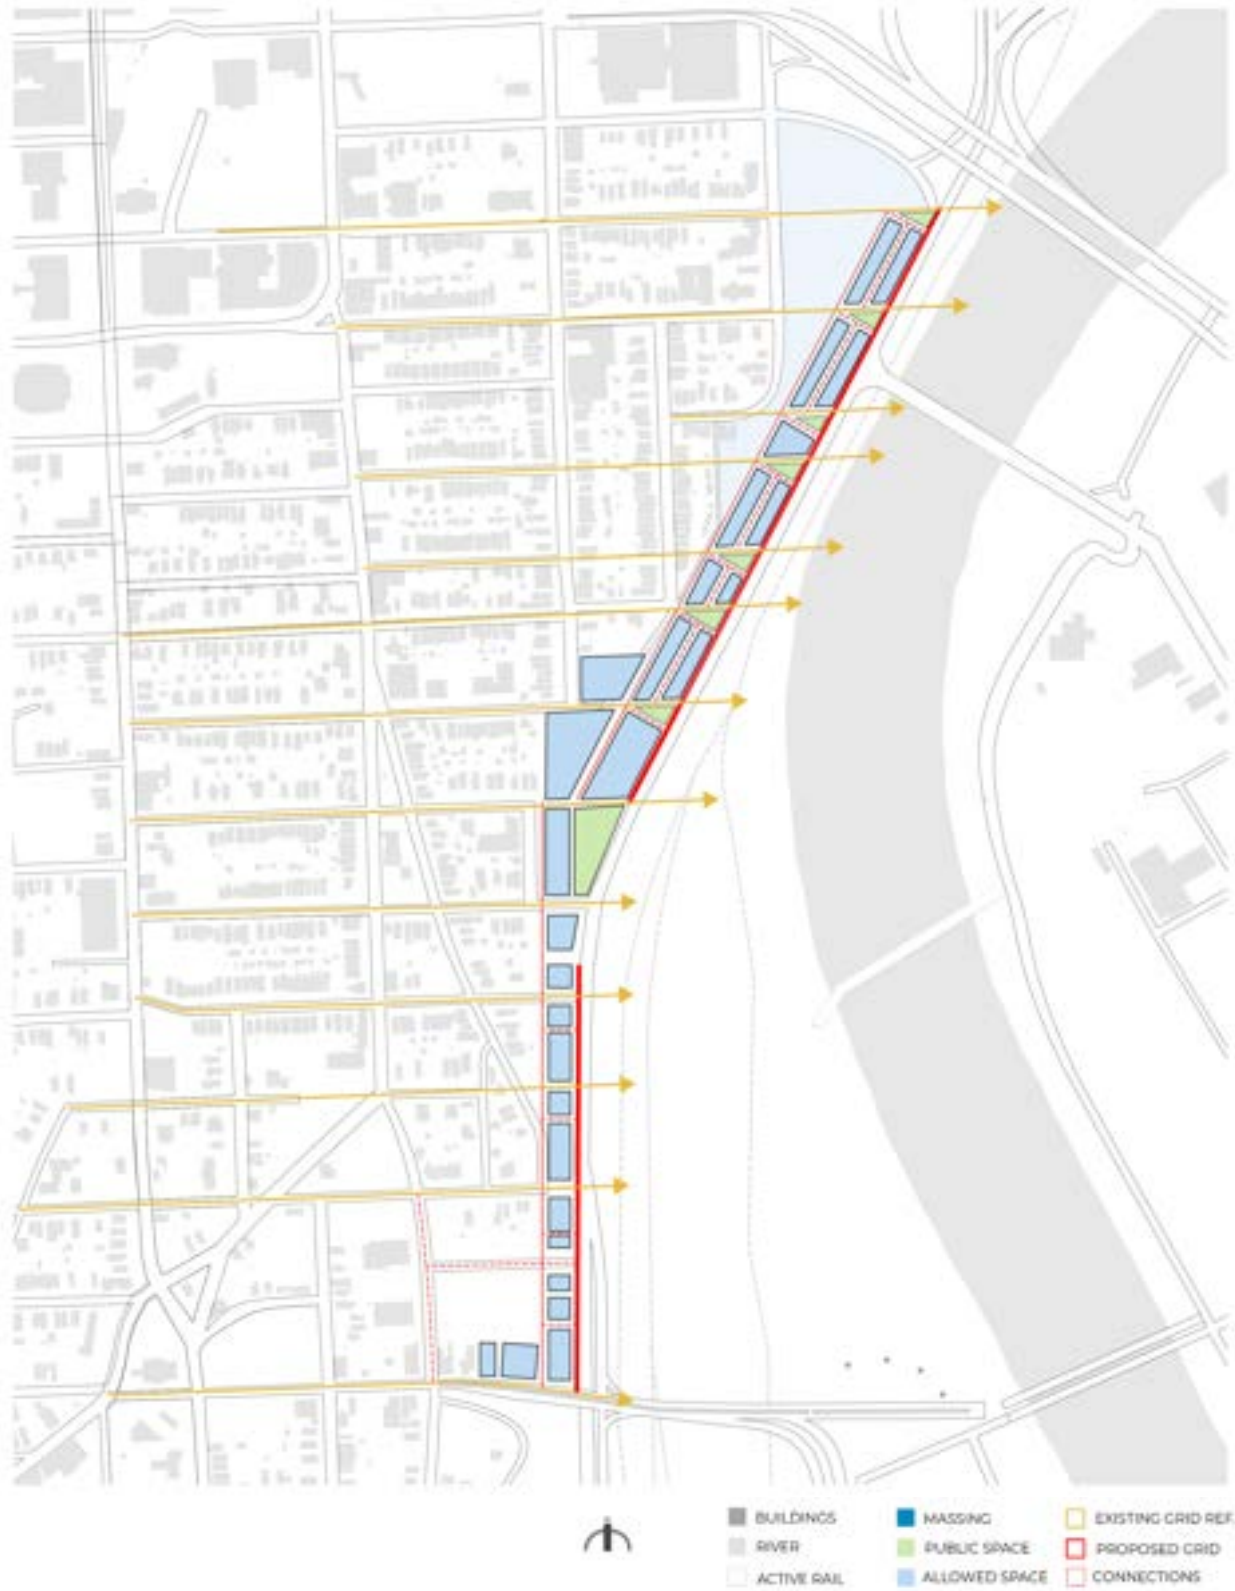 BUILDINGS
MASSING
EXISTING GRID REF.
RIVER
PUBLIC SPACE
PROPOSED GRID
ACTIVE RAIL
ALLOWED SPACE
CONNECTIONS